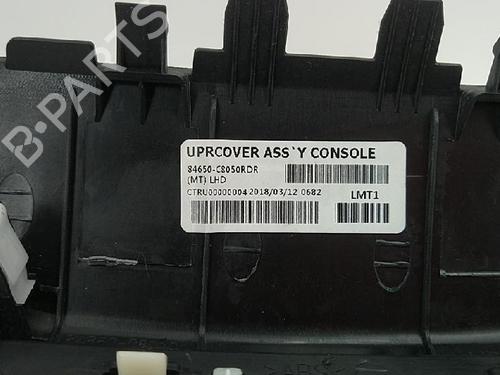 B-PARTS
UPRCOVER ASS`Y CONSOLE
84650-C8050RDR
(MT) LHD
CTRU00000004 2018/03/12 0682
LMT1